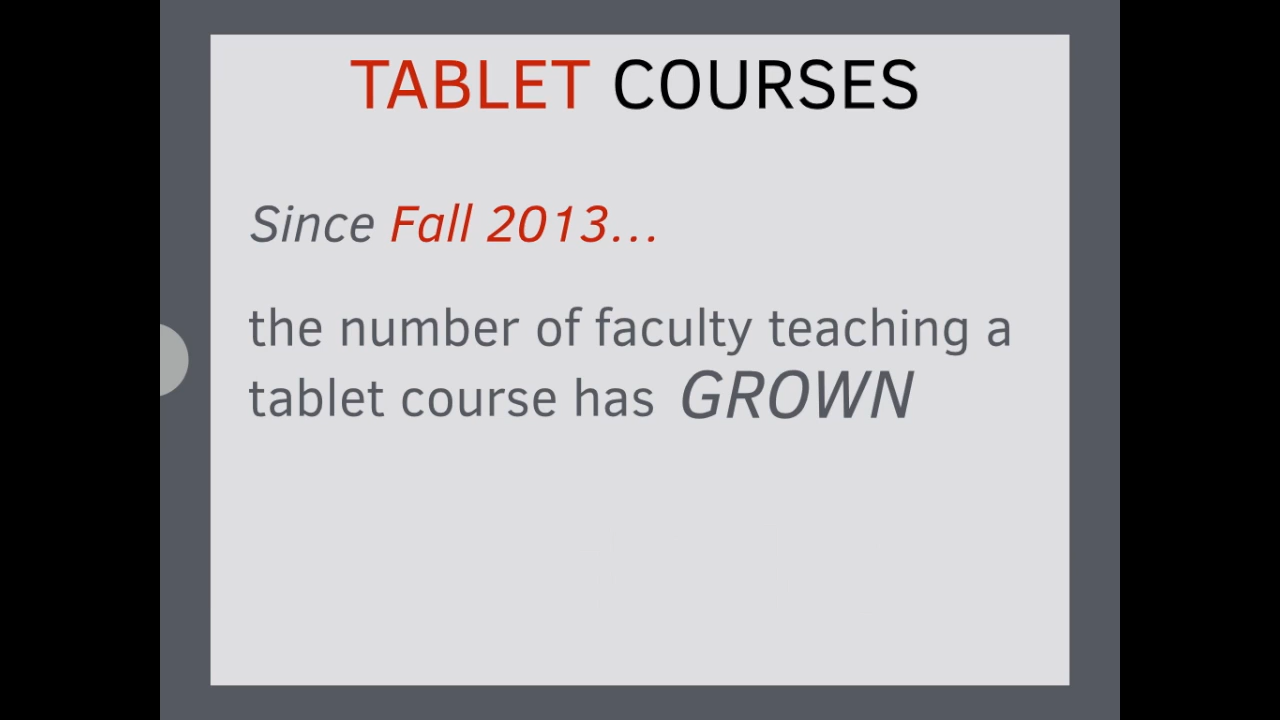 TABLET COURSES
Since Fall 2013...
the number of faculty teaching a
tablet course has GROWN